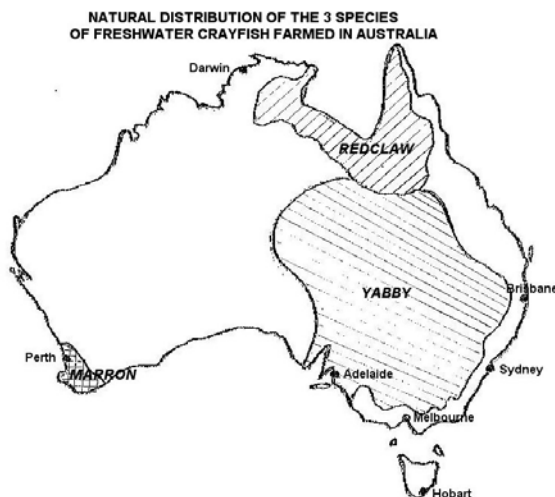 NATURAL DISTRIBUTION OF THE 3 SPECIES
OF FRESHWATER CRAYFISH FARMED IN AUSTRALIA
Darwin
REDCLAW
YABBY
Brisbane
Perth
MARRON
Adelaide
Sydney
Melbourne
Hobart